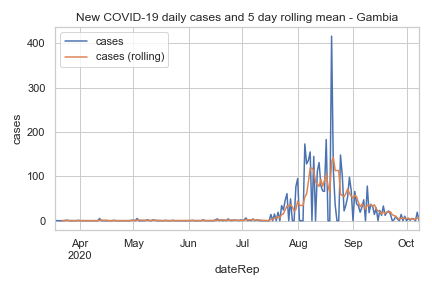 New COVID-19 daily cases and 5 day rolling mean - Gambia
cases
cases (rolling)
400
300
200
100
0
cases
Apr
2020
May
Jun
Jul
Aug
Sep
Oct
dateRep